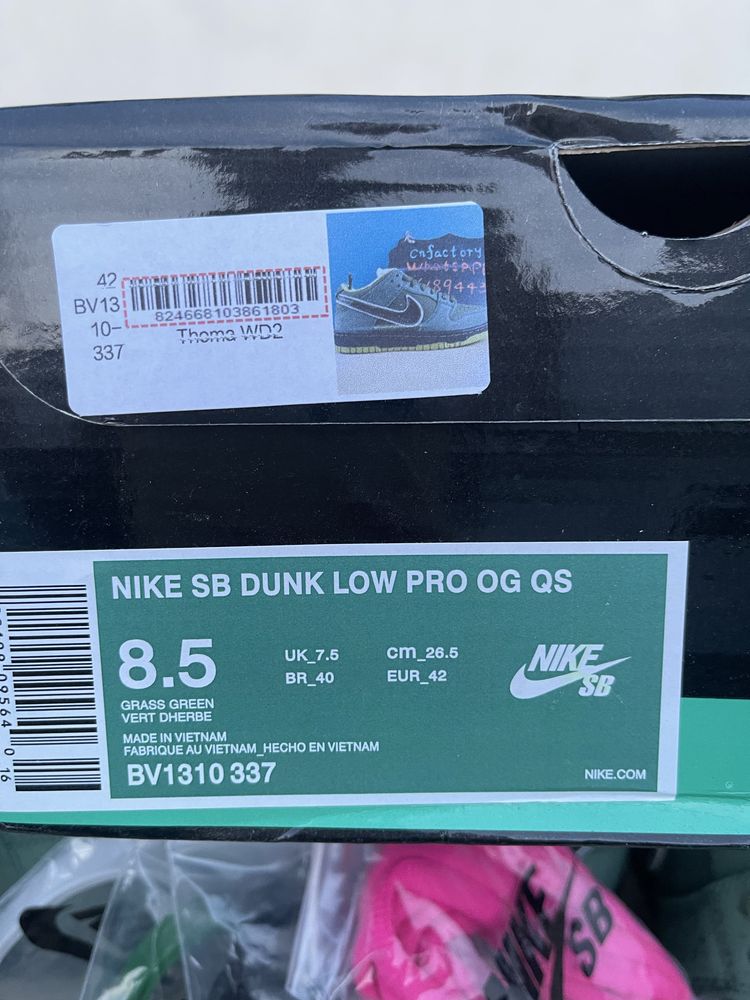 42
BV13
10-
337
824668103861803
Thoma WD2
cnfactory
WhatsAPP
NIKE SB DUNK LOW PRO OG QS
8.5
UK_7.5
cm_26.5
BR_40
EUR_42
NIKE
SB
GRASS GREEN
VERT DHERBE
MADE IN VIETNAM
FABRIQUE AU VIETNAM_HECHO EN VIETNAM
BV1310 337
NIKE.COM
NIKE
SB